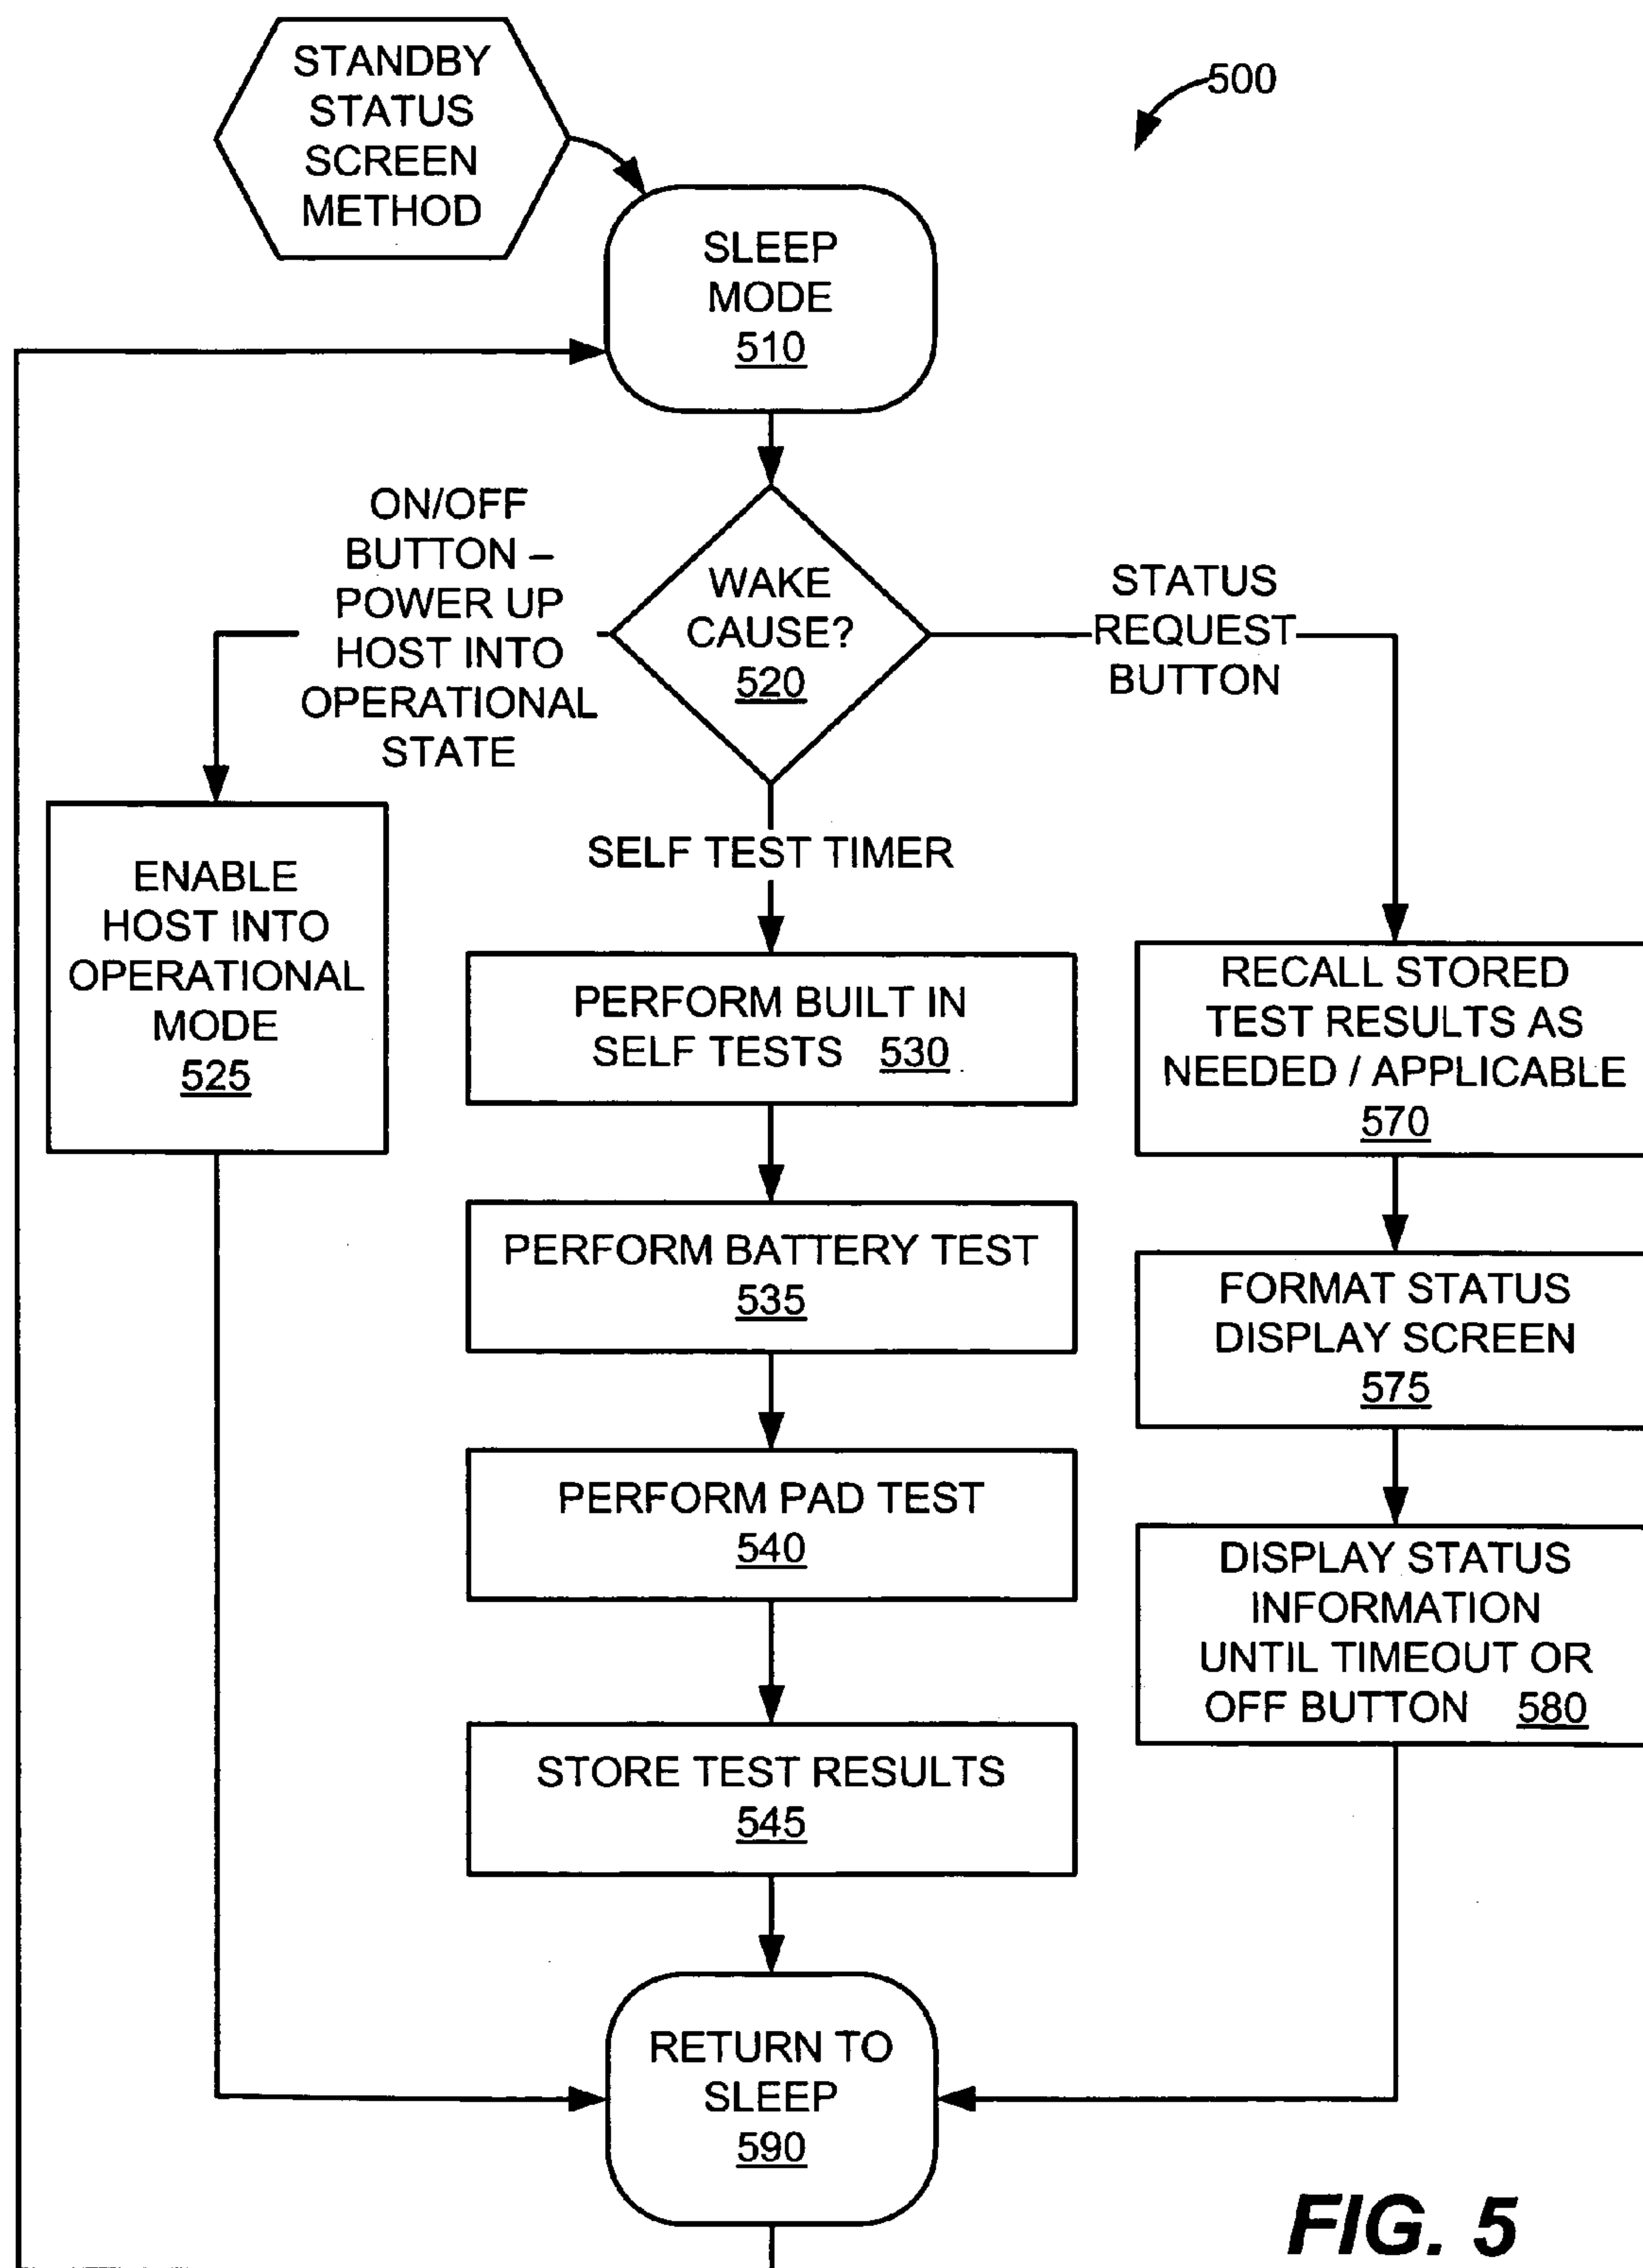 STANDBY
STATUS
SCREEN
METHOD
500
SLEEP
MODE
510
ON/OFF
BUTTON –
POWER UP
HOST INTO
OPERATIONAL
STATE
WAKE
CAUSE?
520
STATUS
REQUEST
BUTTON
SELF TEST TIMER
ENABLE
HOST INTO
OPERATIONAL
MODE
525
PERFORM BUILT IN
SELF TESTS 530
RECALL STORED
TEST RESULTS AS
NEEDED / APPLICABLE
570
PERFORM BATTERY TEST
535
FORMAT STATUS
DISPLAY SCREEN
575
PERFORM PAD TEST
540
DISPLAY STATUS
INFORMATION
UNTIL TIMEOUT OR
OFF BUTTON 580
STORE TEST RESULTS
545
RETURN TO
SLEEP
590
FIG. 5